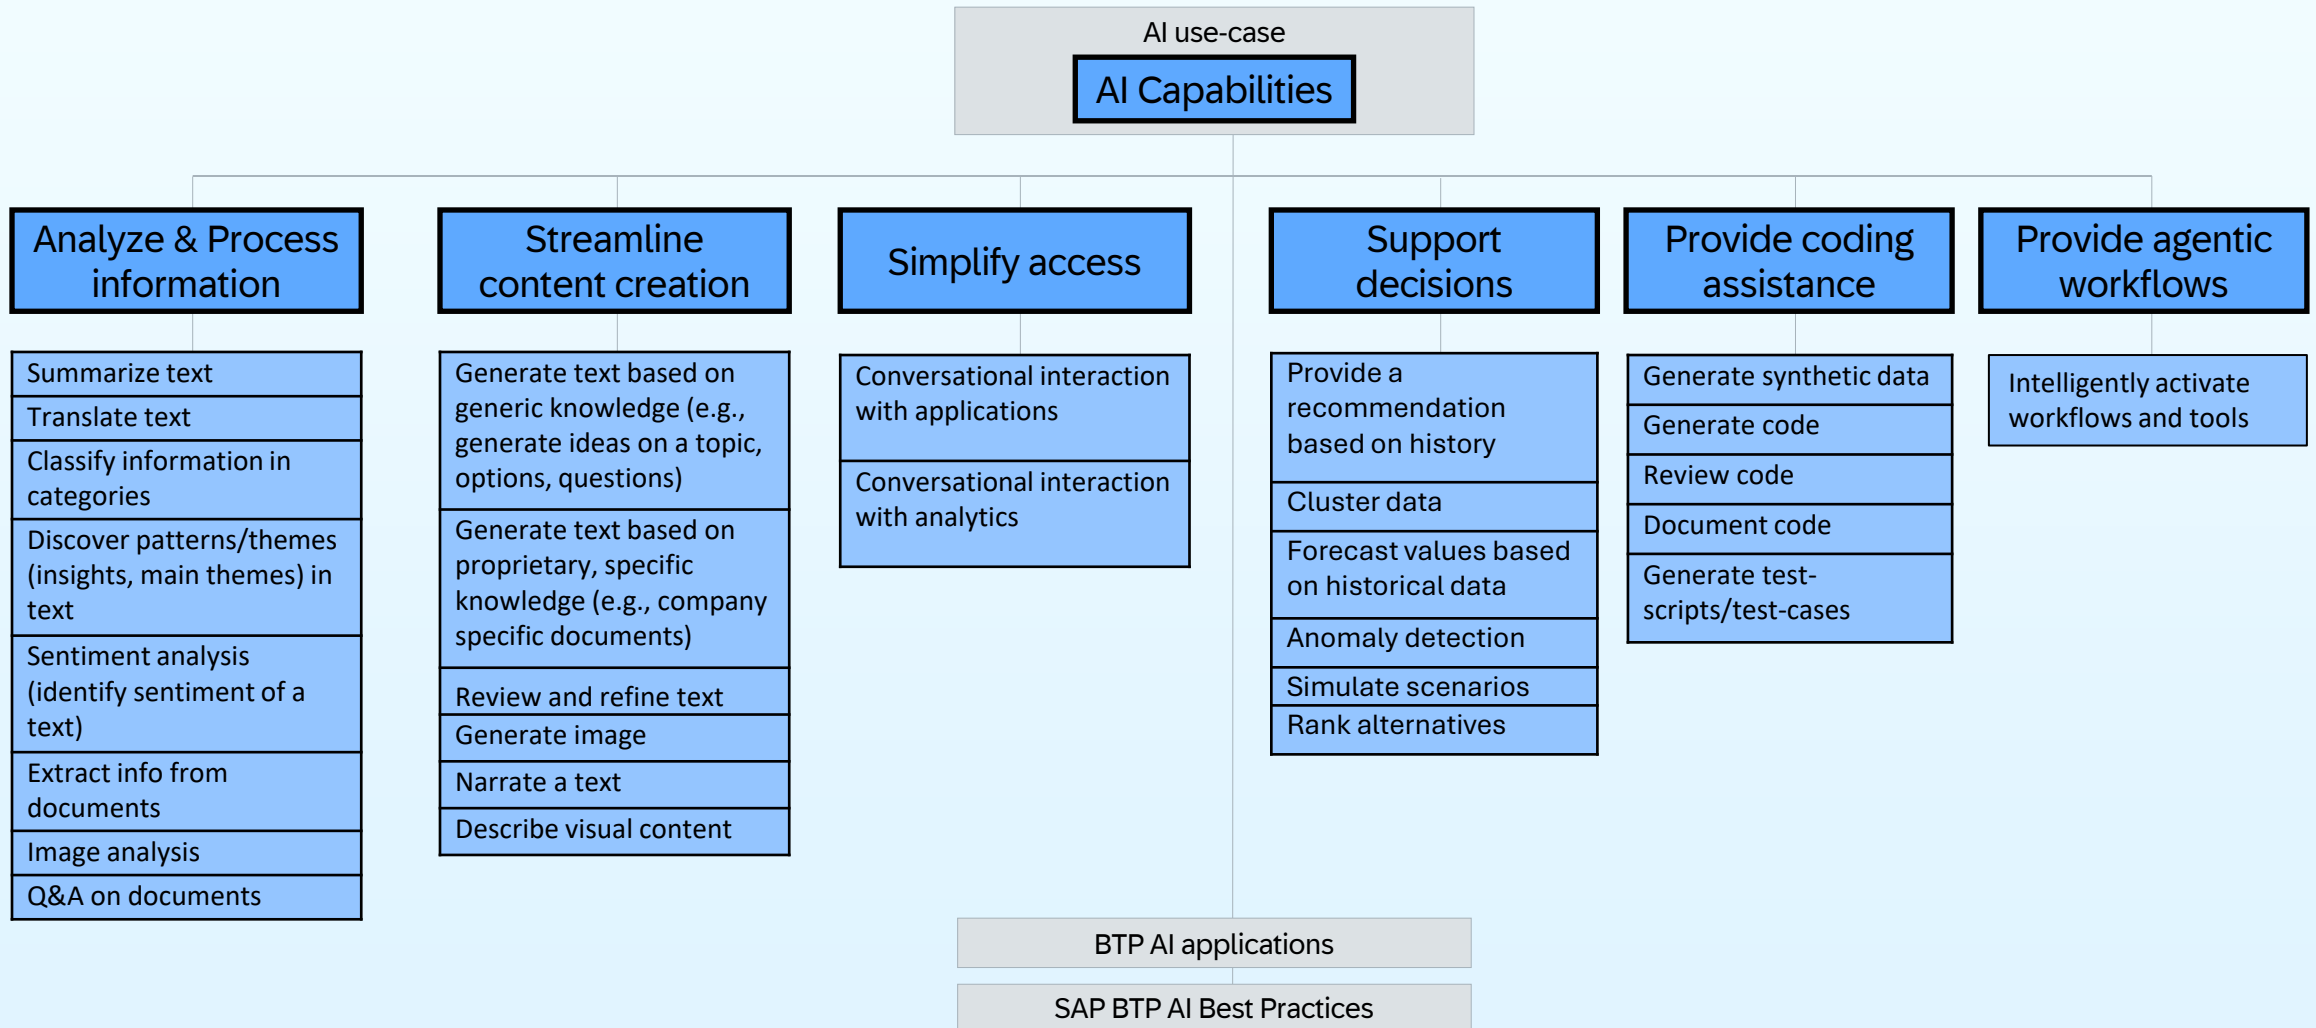 AI use-case
AI Capabilities
Analyze & Process
information
Summarize text
Translate text
Classify information in
categories
Discover patterns/themes
(insights, main themes) in
text
Sentiment analysis
(identify sentiment of a
text)
Extract info from
documents
Image analysis
Q&A on documents
Streamline
content creation
Generate text based on
generic knowledge (e.g.,
generate ideas on a topic,
options, questions)
Generate text based on
proprietary, specific
knowledge (e.g., company
specific documents)
Review and refine text
Generate image
Narrate a text
Describe visual content
Simplify access
Conversational interaction
with applications
Conversational interaction
with analytics
Support
decisions
Provide a
recommendation
based on history
Cluster data
Forecast values based
on historical data
Anomaly detection
Simulate scenarios
Rank alternatives
Provide coding
assistance
Generate synthetic data
Generate code
Review code
Document code
Generate test-
scripts/test-cases
Provide agentic
workflows
Intelligently activate
workflows and tools
BTP AI applications
SAP BTP AI Best Practices